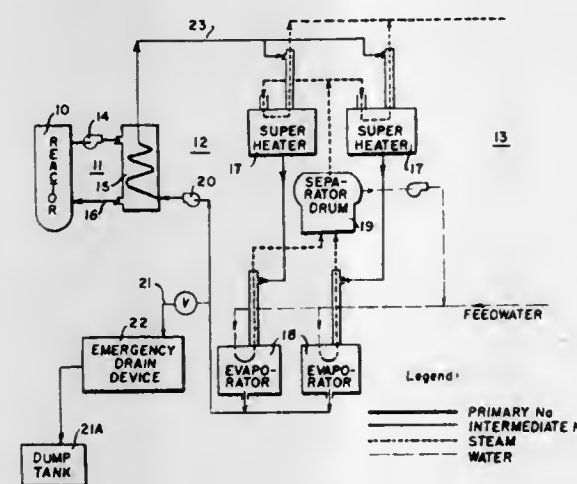 23
10
14
12
13
REACTOR
11
15
16
20
SUPER
HEATER
17
SUPER
HEATER
17
SEPA-
RATOR
DRUM
19
21
V
FEEDWATER
22
EMERGENCY
DRAIN
DEVICE
18
EVAPO-
RATOR
EVAPO-
RATOR
Legend:
PRIMARY Na
INTERMEDIATE N
STEAM
WATER
21A
DUMP
TANK